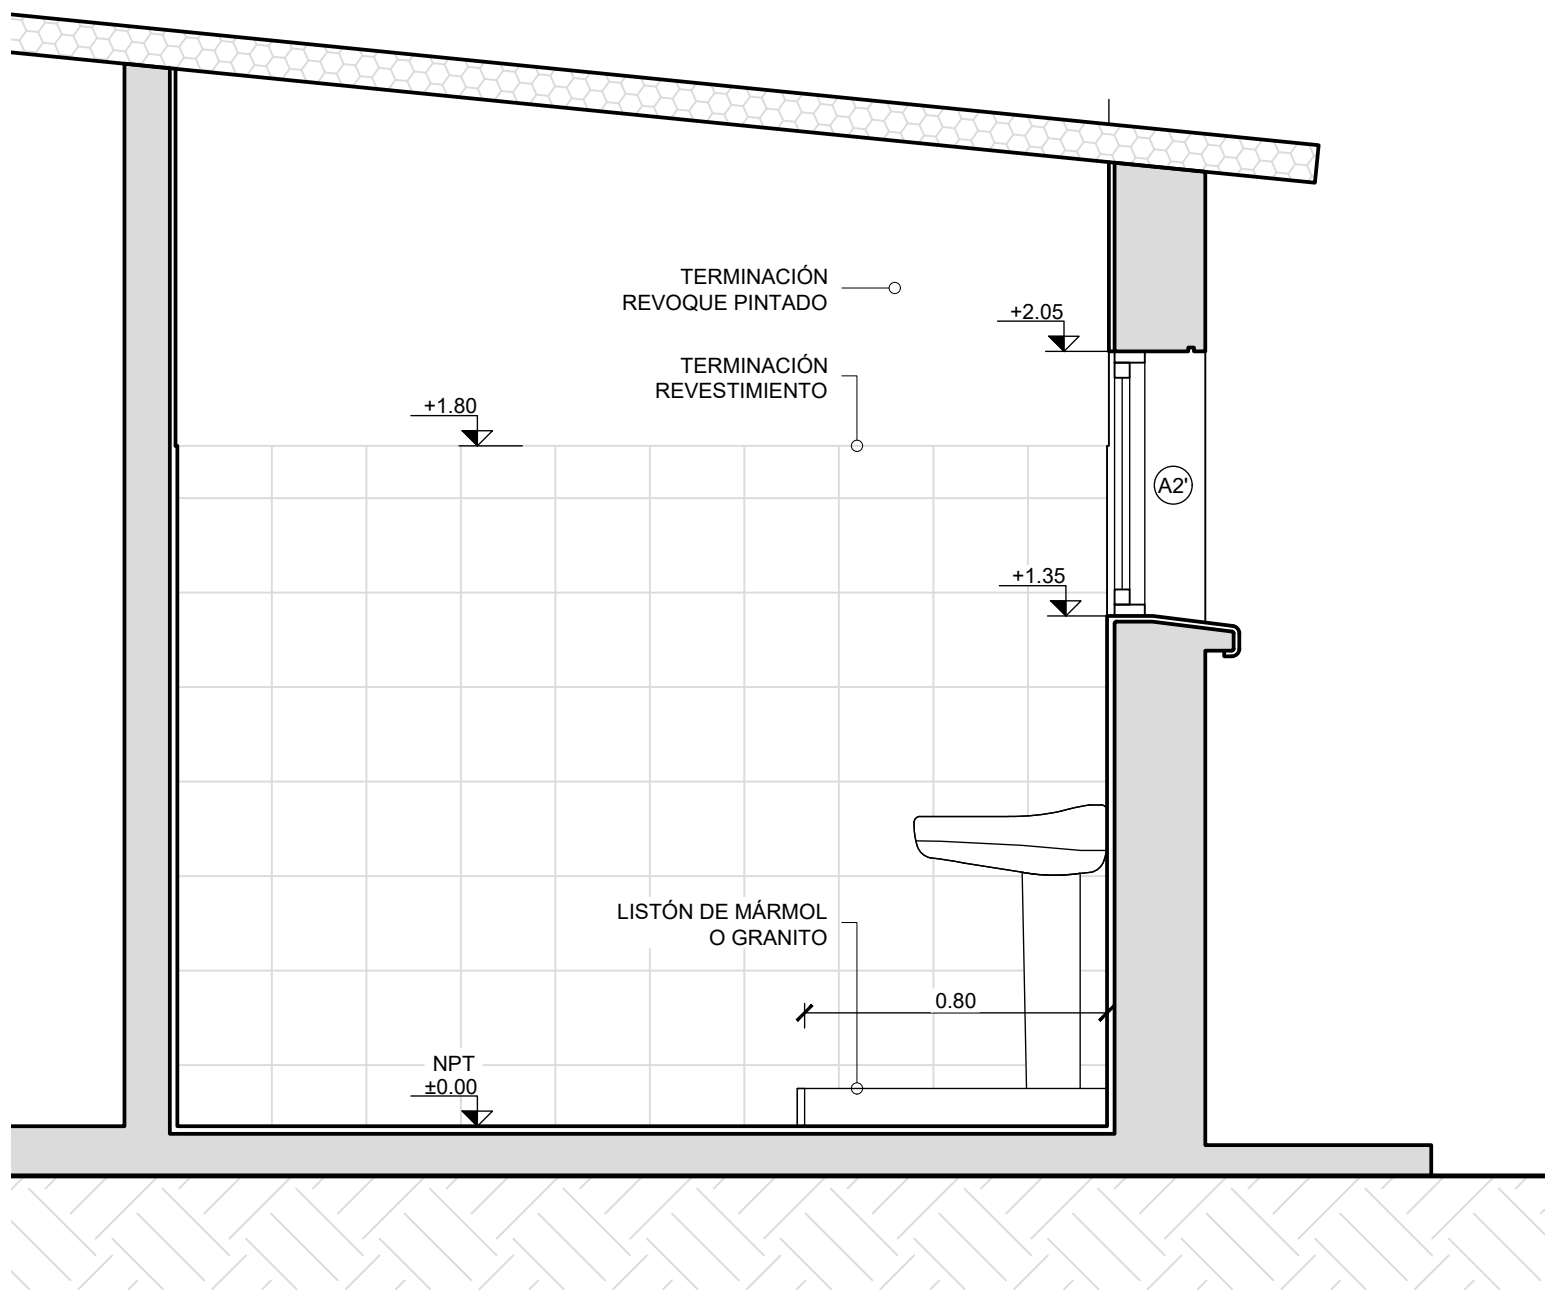 TERMINACIÓN
REVOQUE PINTADO
+2.05
TERMINACIÓN
REVESTIMIENTO
+1.80
A2'
+1.35
LISTÓN DE MÁRMOL
O GRANITO
0.80
NPT
±0.00